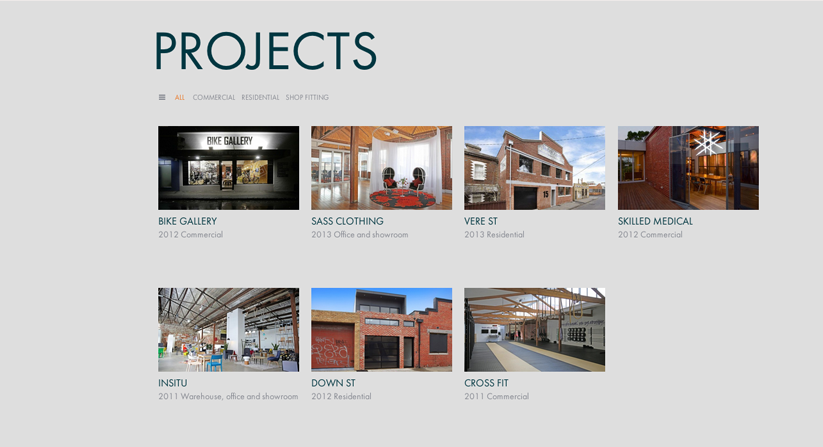 PROJECTS
ALL COMMERCIAL RESIDENTIAL SHOP FITTING
BIKE GALLERY
BIKE GALLERY
2012 Commercial
SASS CLOTHING
2013 Office and showroom
VERE ST
2013 Residential
SKILLED MEDICAL
2012 Commercial
INSITU
2011 Warehouse, office and showroom
DOWN ST
2012 Residential
CROSS FIT
2011 Commercial